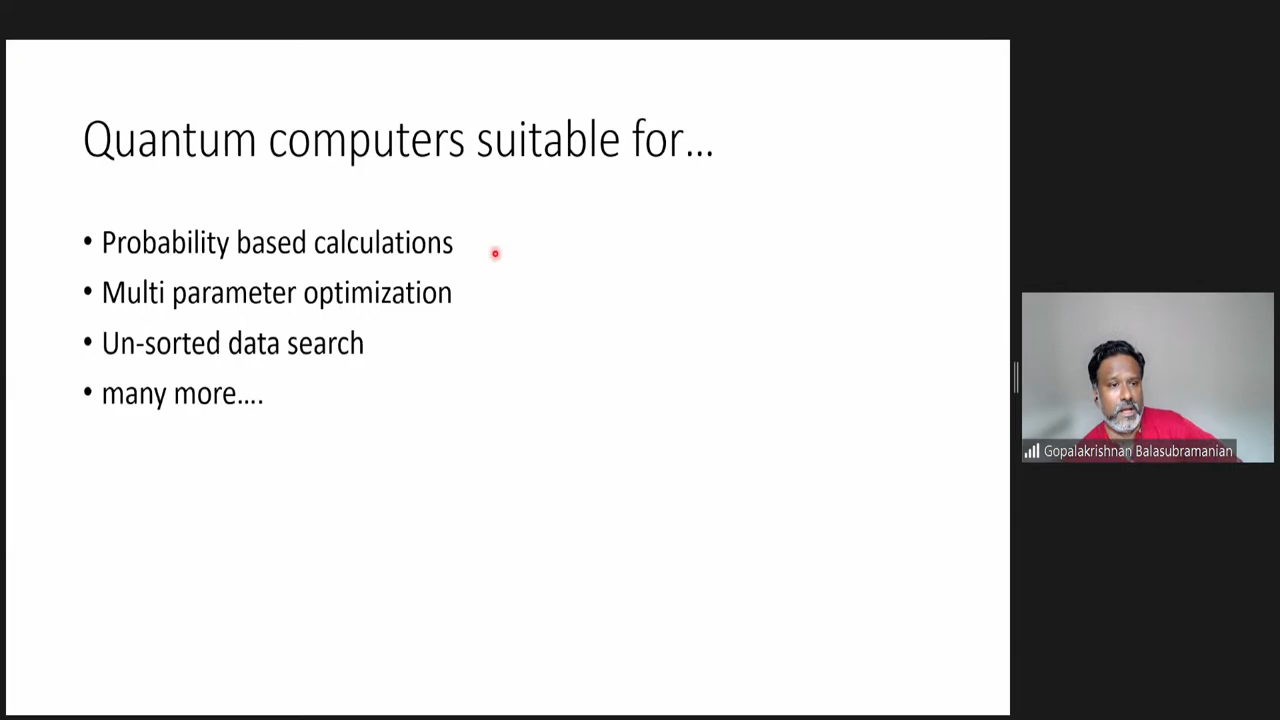 Quantum computers suitable for...
• Probability based calculations
• Multi parameter optimization
• Un-sorted data search
• many more....
Gopalakrishnan Balasubramanian